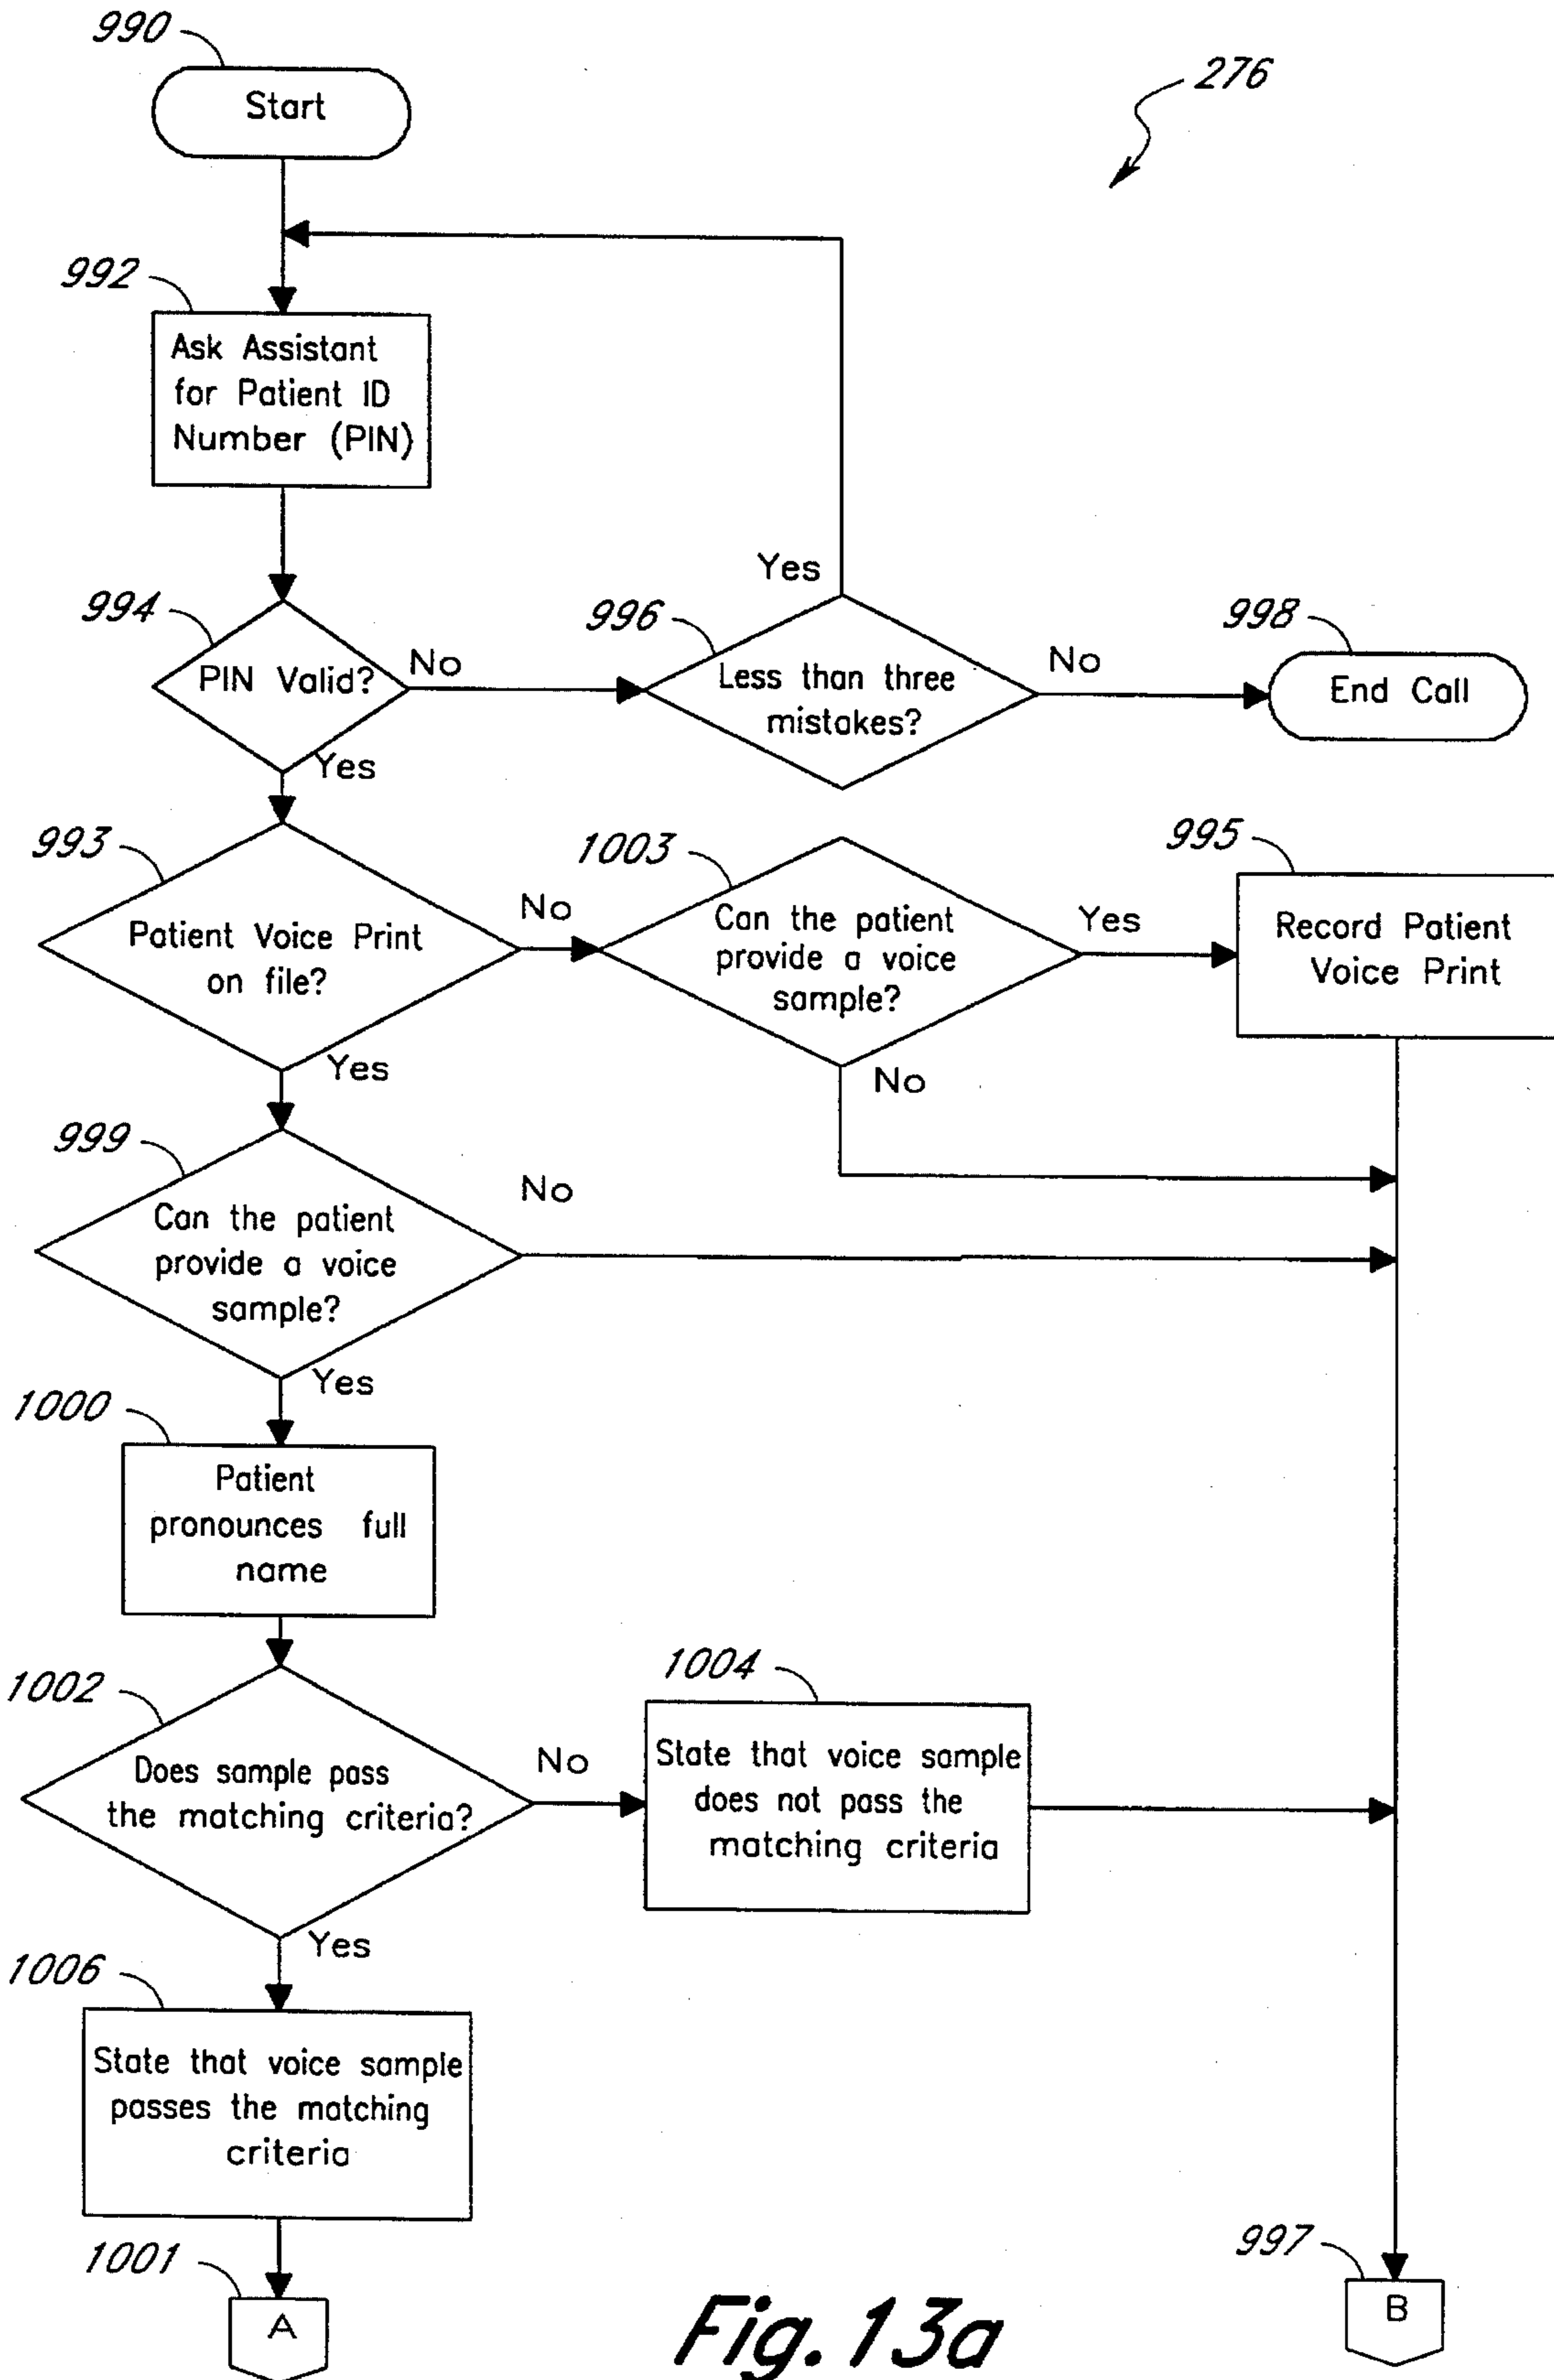 990
Start
276
992
Ask Assistant
for Patient ID
Number (PIN)
Yes
994
PIN Valid?
No
996
Less than three
mistakes?
No
998
End Call
Yes
993
Patient Voice Print
on file?
No
1003
Can the patient
provide a voice
sample?
Yes
995
Record Patient
Voice Print
Yes
No
999
Can the patient
provide a voice
sample?
No
Yes
1000
Patient
pronounces full
name
1002
Does sample pass
the matching criteria?
No
1004
State that voice sample
does not pass the
matching criteria
Yes
1006
State that voice sample
passes the matching
criteria
1001
A
997
B
Fig. 13a